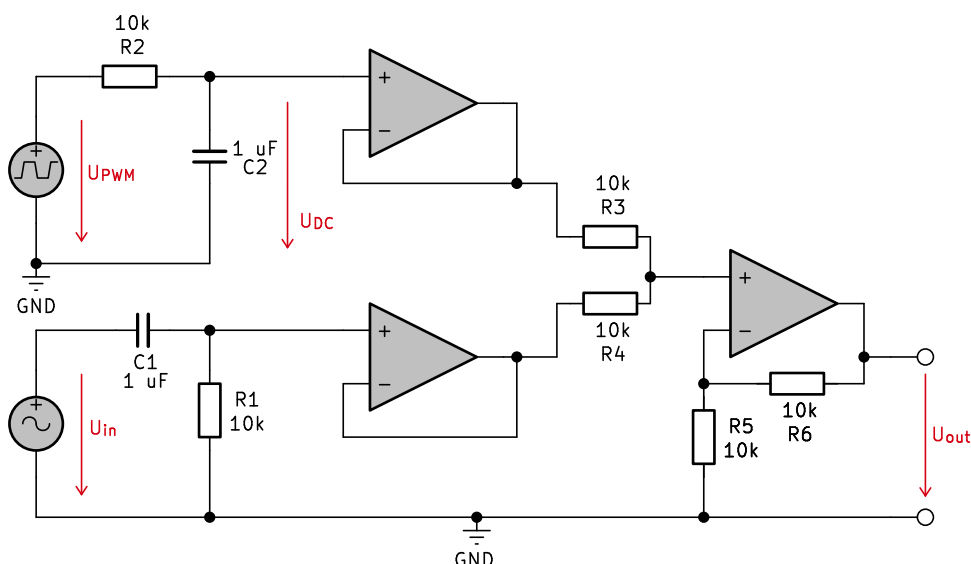 10k
R2
+
−
+
UPWM
1 uF
C2
UDC
GND
10k
R3
+
−
10k
R4
+
−
C1
1 uF
+
Uin
R1
10k
10k
R6
R5
10k
Uout
GND